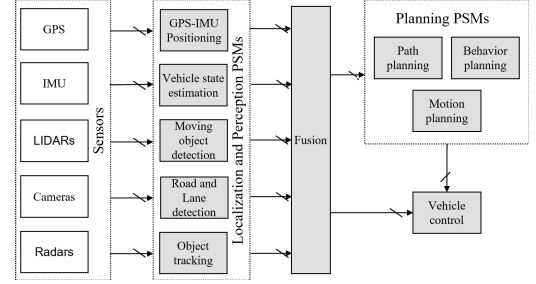 GPS
IMU
LIDARs
Cameras
Radars
Sensors
GPS-IMU
Positioning
Vehicle state
estimation
Moving
object
detection
Road and
Lane
detection
Object
tracking
Localization and Perception PSMs
Fusion
Planning PSMs
Path
planning
Behavior
planning
Motion
planning
Vehicle
control